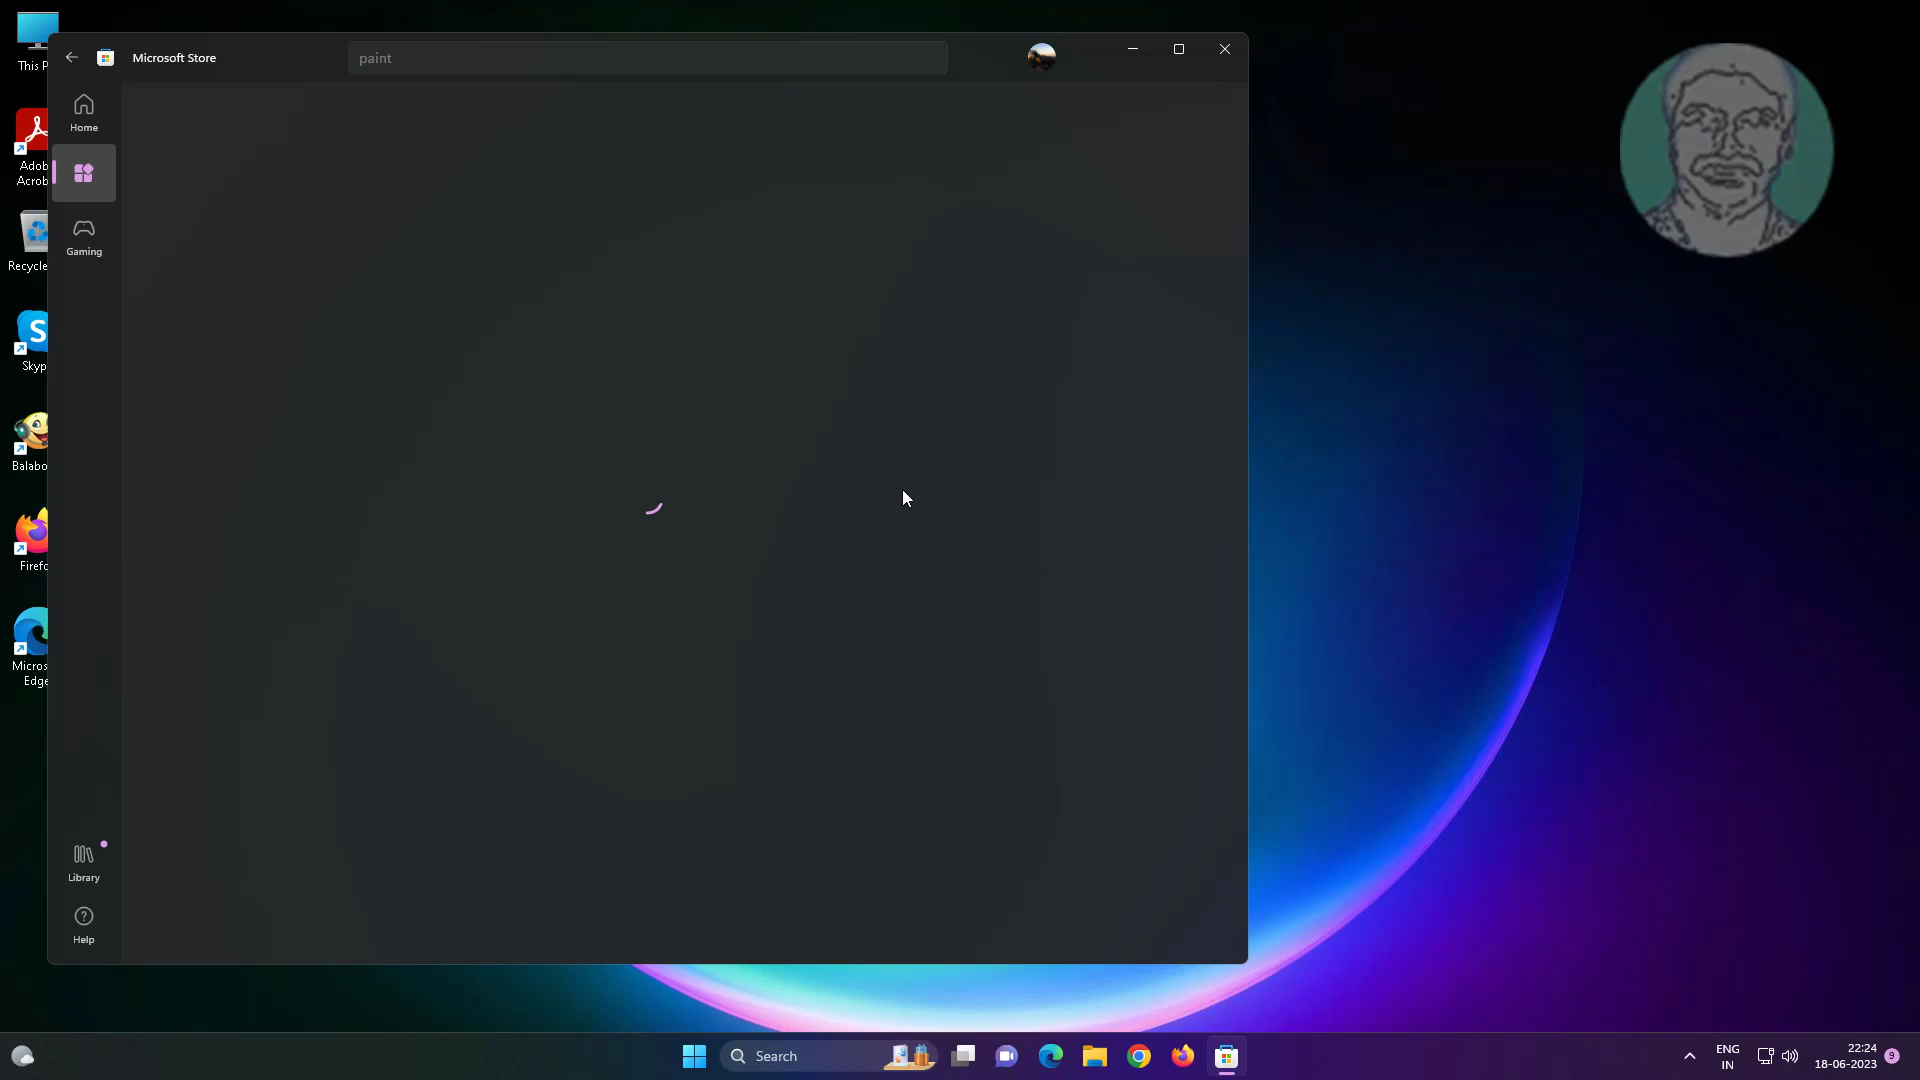 This P
Microsoft Store
paint
Home
Gaming
Adob
Acrob
Recycle
Skyp
Balabo
Firefo
Micros
Edge
Library
Help
Search
ENG
IN
22:24
18-06-2023
9